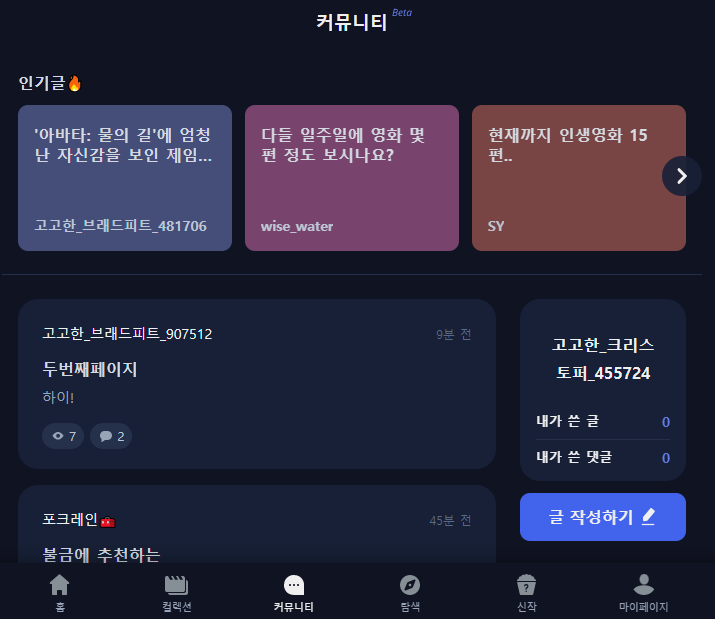 커뮤니티 Beta
인기글🔥
'아바타: 물의 길'에 엄청
난 자신감을 보인 제임...
고고한_브래드피트_481706
다들 일주일에 영화 몇
편 정도 보시나요?
wise_water
현재까지 인생영화 15
편..
SY
고고한_브래드피트_907512
9분 전
두번째페이지
하이!
7
2
포크레인🧰
45분 전
불금에 추천하는
고고한_크리스
토퍼_455724
내가 쓴 글 0
내가 쓴 댓글 0
글 작성하기
홈
컬렉션
커뮤니티
탐색
신작
마이페이지